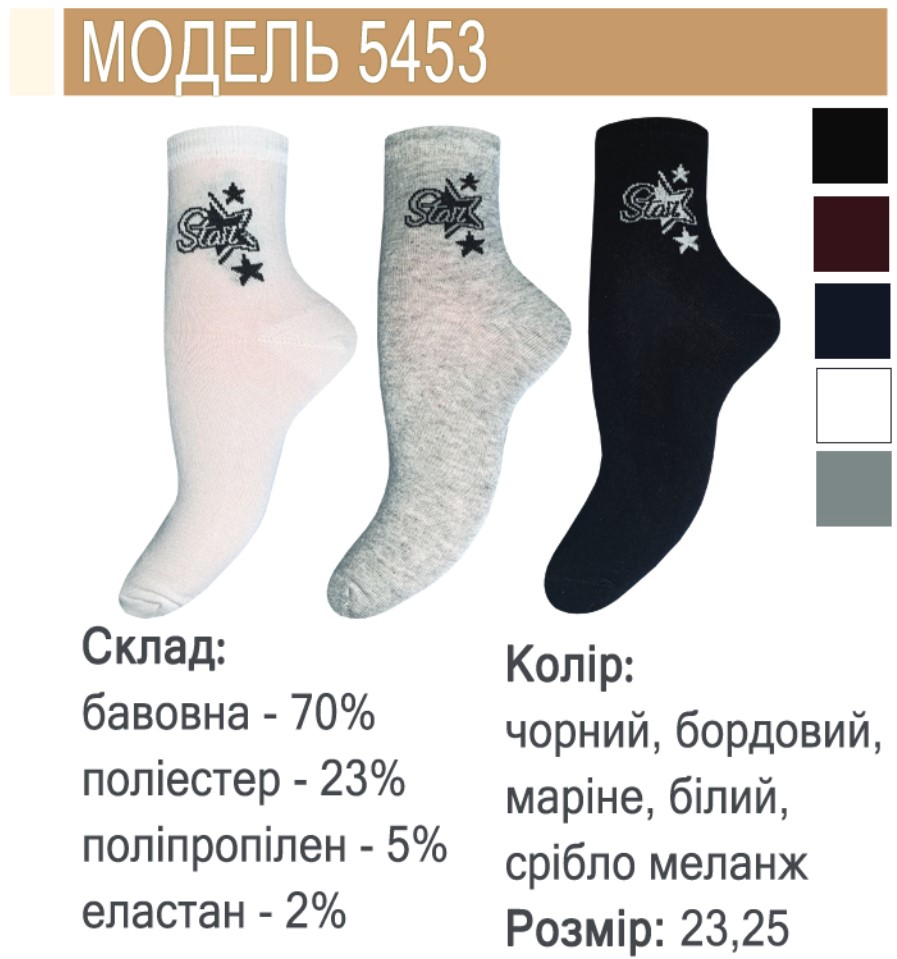 МОДЕЛЬ 5453
Star
Star
Star
Склад:
бавовна - 70%
поліестер - 23%
поліпропілен - 5%
еластан - 2%
Колір:
чорний, бордовий,
маріне, білий,
срібло меланж
Розмір: 23,25